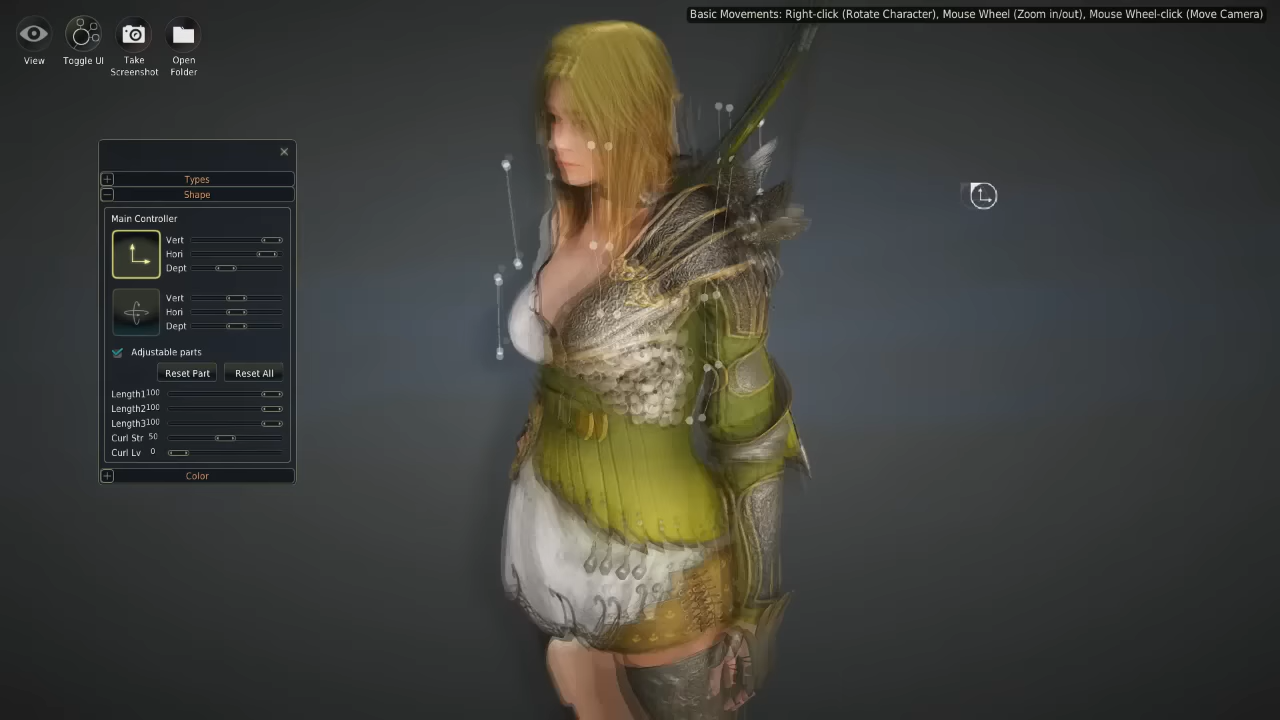 Basic Movements: Right-click (Rotate Character), Mouse Wheel (Zoom in/out), Mouse Wheel-click (Move Camera)
View
Toggle UI
Take Screenshot
Open Folder
Types
Shape
Main Controller
Vert
Hori
Dept
Vert
Hori
Dept
Adjustable parts
Reset Part
Reset All
Length1 100
Length2 100
Length3 100
Curl Str 50
Curl Lv 0
Color